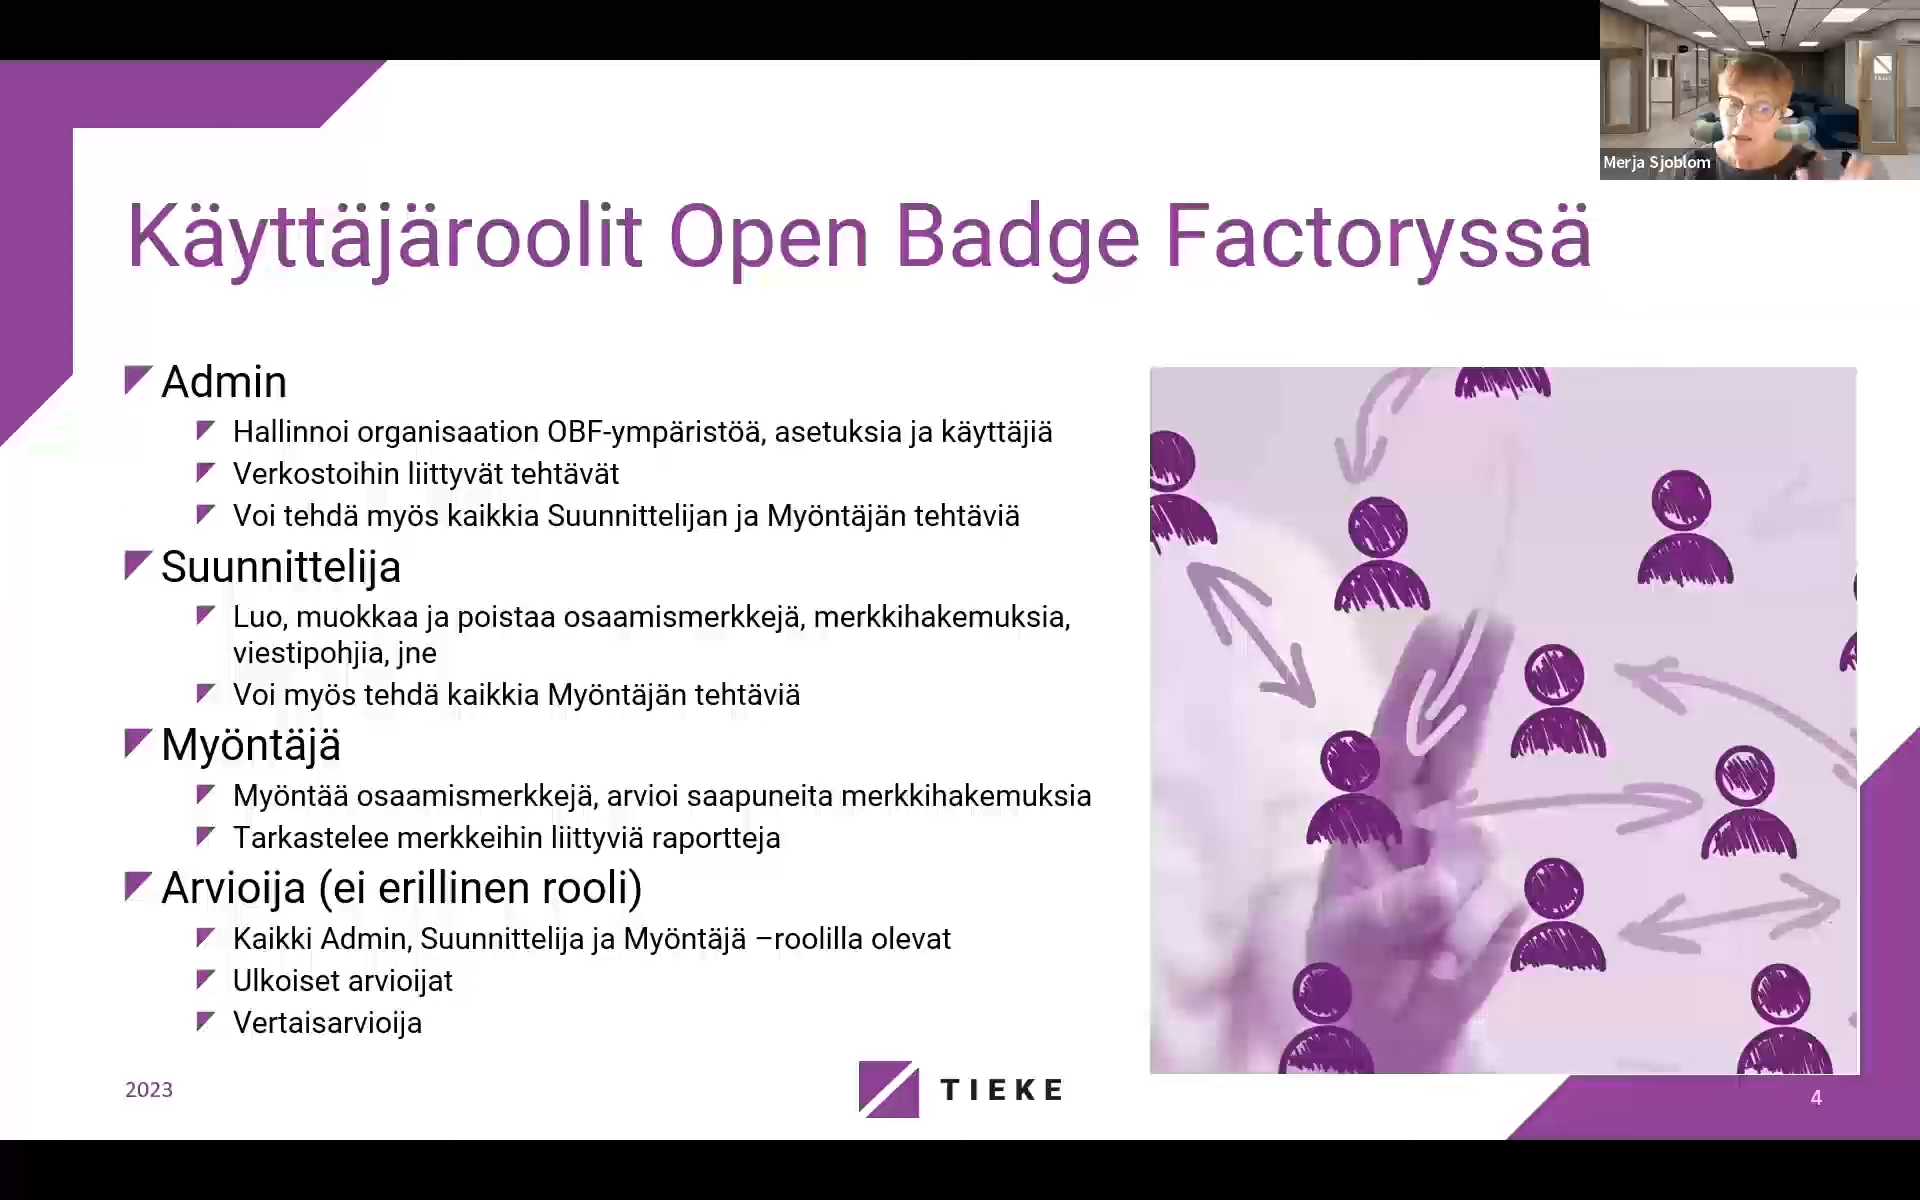 Merja Sjoblom
Käyttäjäroolit Open Badge Factoryssä
Admin
Hallinnoi organisaation OBF-ympäristöä, asetuksia ja käyttäjiä
Verkostoihin liittyvät tehtävät
Voi tehdä myös kaikkia Suunnittelijan ja Myöntäjän tehtäviä
Suunnittelija
Luo, muokkaa ja poistaa osaamismerkkejä, merkkihakemuksia,
viestipohjia, jne
Voi myös tehdä kaikkia Myöntäjän tehtäviä
Myöntäjä
Myöntää osaamismerkkejä, arvioi saapuneita merkkihakemuksia
Tarkastelee merkkeihin liittyviä raportteja
Arvioija (ei erillinen rooli)
Kaikki Admin, Suunnittelija ja Myöntäjä –roolilla olevat
Ulkoiset arvioijat
Vertaisarvioija
2023
TIEKE
4